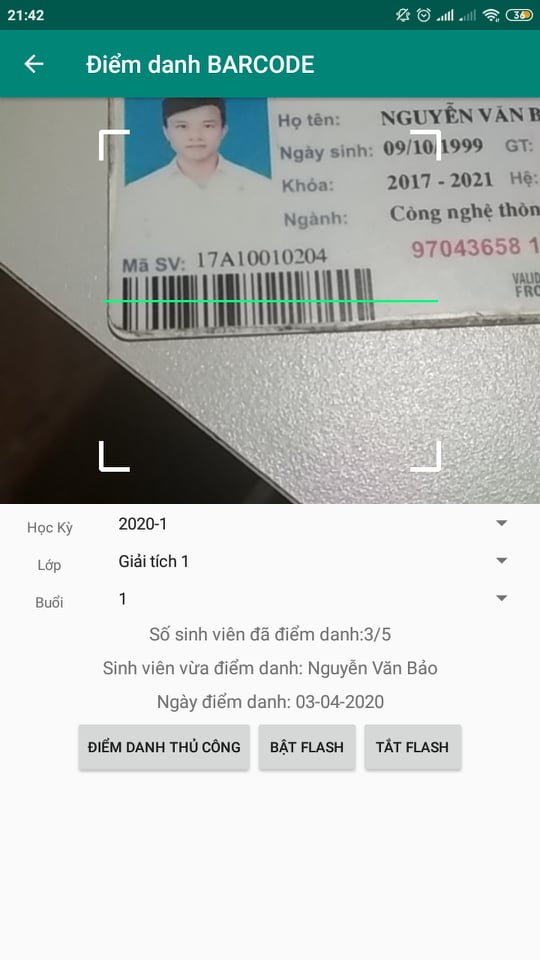 21:42
36
Điểm danh BARCODE
Họ tên: NGUYỄN VĂN B
Ngày sinh: 09/10/1999 GT:
Khóa: 2017 - 2021 Hệ:
Ngành: Công nghệ thôn
Mã SV: 17A10010204
97043658 1
VALID
FRO
Học Kỳ 2020-1
Lớp Giải tích 1
Buổi 1
Số sinh viên đã điểm danh:3/5
Sinh viên vừa điểm danh: Nguyễn Văn Bảo
Ngày điểm danh: 03-04-2020
ĐIỂM DANH THỦ CÔNG BẬT FLASH TẮT FLASH